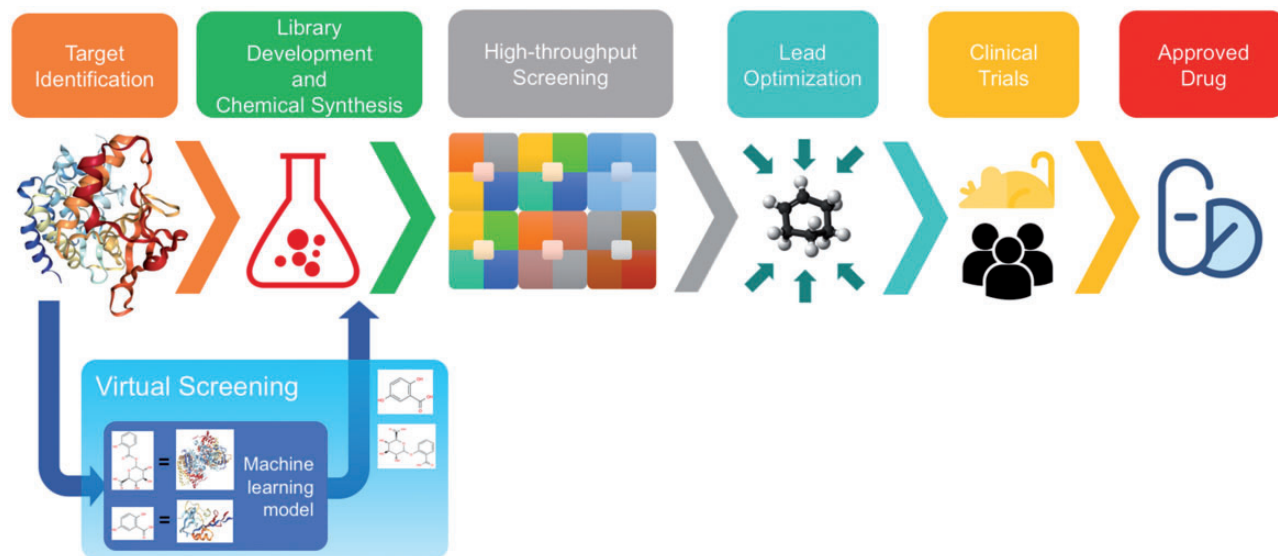 Target
Identification
Library
Development
and
Chemical Synthesis
High-throughput
Screening
Lead
Optimization
Clinical
Trials
Approved
Drug
Virtual Screening
=
=
Machine
learning
model